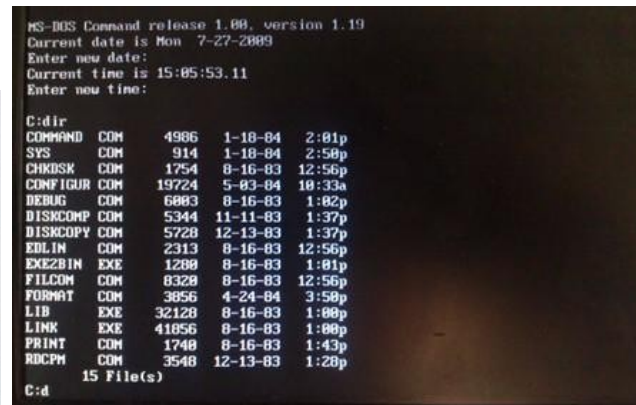 MS-DOS Command release 1.00, version 1.19
Current date is Mon  7-27-2009
Enter new date:
Current time is 15:05:53.11
Enter new time:
C:dir
COMMAND  COM     4986   1-18-84   2:01p
SYS      COM      914   1-18-84   2:50p
CHKDSK   COM     1754   8-16-83  12:56p
CONFIGUR COM    19724   5-03-84  10:33a
DEBUG    COM     6003   8-16-83   1:02p
DISKCOMP COM     5344  11-11-83   1:37p
DISKCOPY COM     5728  12-13-83   1:37p
EDLIN    COM     2313   8-16-83  12:56p
EXE2BIN  EXE     1280   8-16-83   1:01p
FILCOM   COM     8320   8-16-83  12:56p
FORMAT   COM     3856   4-24-84   3:50p
LIB      EXE    32128   8-16-83   1:00p
LINK     EXE    41856   8-16-83   1:00p
PRINT    COM     1740   8-16-83   1:43p
RDCPM    COM     3548  12-13-83   1:28p
15 File(s)
C:d